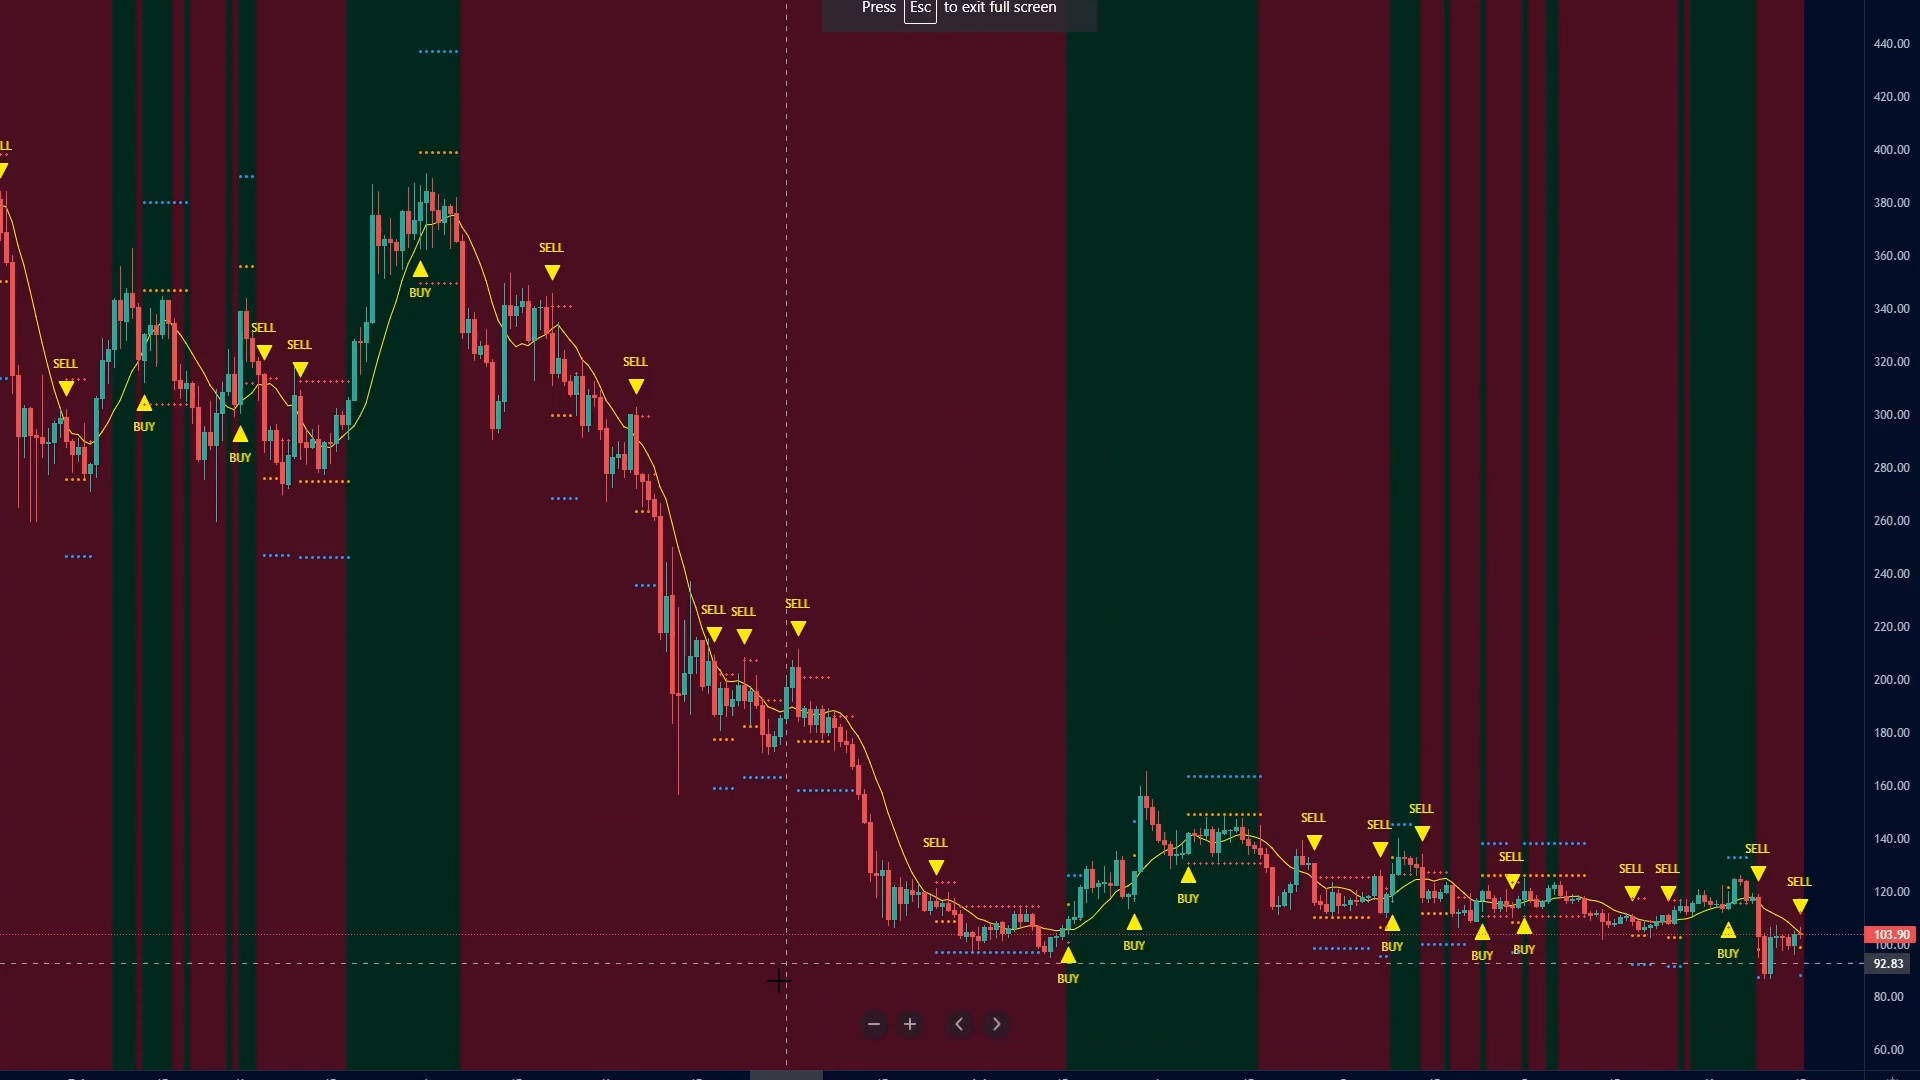 Press Esc to exit full screen
440.00
420.00
400.00
LL
380.00
360.00
SELL
BUY
340.00
SELL
SELL
320.00
SELL
SELL
300.00
BUY
BUY
280.00
260.00
240.00
220.00
SELL SELL SELL
200.00
180.00
160.00
140.00
SELL
SELL
SELL
SELL
SELL
SELL
SELL SELL
SELL
120.00
BUY
BUY
BUY
BUY
BUY
BUY
BUY
103.90
100.00
92.83
80.00
60.00